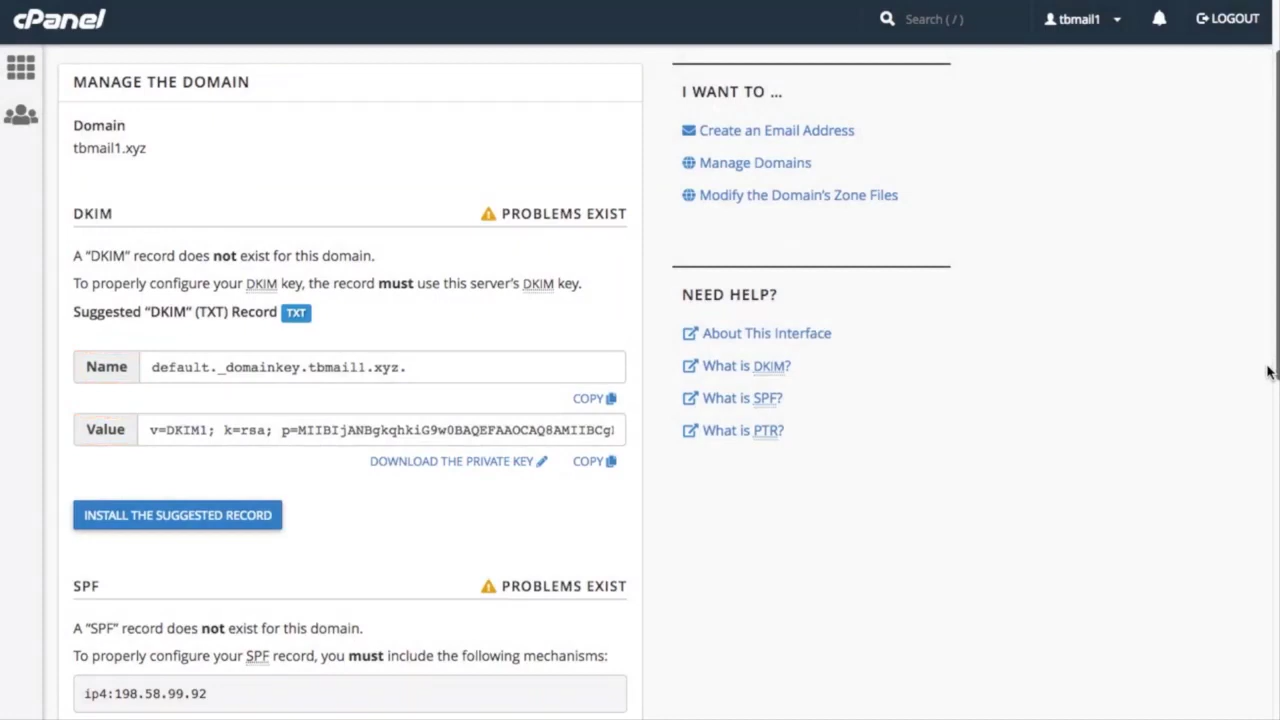 cPanel
Search ( / )
tbmail1
LOGOUT
MANAGE THE DOMAIN
Domain
tbmail1.xyz
DKIM
PROBLEMS EXIST
A “DKIM” record does not exist for this domain.
To properly configure your DKIM key, the record must use this server’s DKIM key.
Suggested “DKIM” (TXT) Record TXT
Name
default._domainkey.tbmail1.xyz.
COPY
Value
v=DKIM1; k=rsa; p=MIIBIjANBgkqhkiG9w0BAQEFAAOCAQ8AMIIBCg
DOWNLOAD THE PRIVATE KEY
COPY
INSTALL THE SUGGESTED RECORD
SPF
PROBLEMS EXIST
A “SPF” record does not exist for this domain.
To properly configure your SPF record, you must include the following mechanisms:
ip4:198.58.99.92
I WANT TO ...
Create an Email Address
Manage Domains
Modify the Domain’s Zone Files
NEED HELP?
About This Interface
What is DKIM?
What is SPF?
What is PTR?